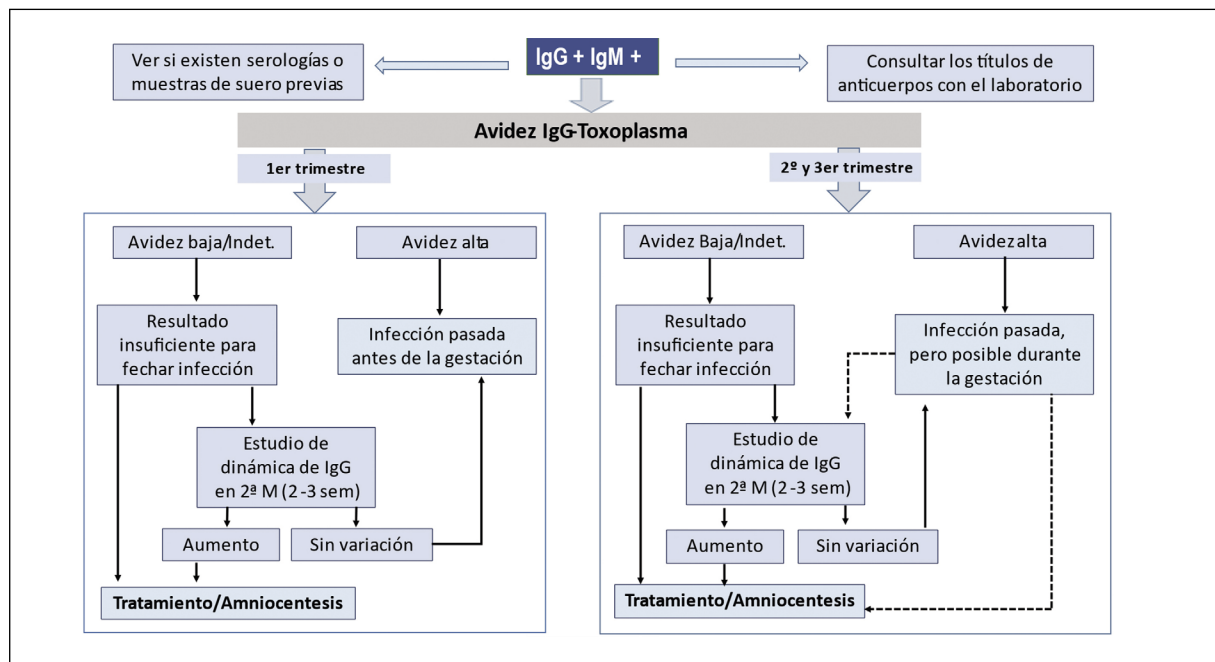 Ver si existen serologías o
muestras de suero previas
IgG + IgM +
Consultar los títulos de
anticuerpos con el laboratorio
Avidez IgG-Toxoplasma
1er trimestre
2º y 3er trimestre
Avidez baja/Indet.
Avidez alta
Resultado
insuficiente para
fechar infección
Infección pasada
antes de la gestación
Estudio de
dinámica de IgG
en 2ª M (2-3 sem)
Aumento
Sin variación
Tratamiento/Amniocentesis
Avidez Baja/Indet.
Avidez alta
Resultado
insuficiente para
fechar infección
Infección pasada,
pero posible durante
la gestación
Estudio de
dinámica de IgG
en 2ª M (2-3 sem)
Aumento
Sin variación
Tratamiento/Amniocentesis